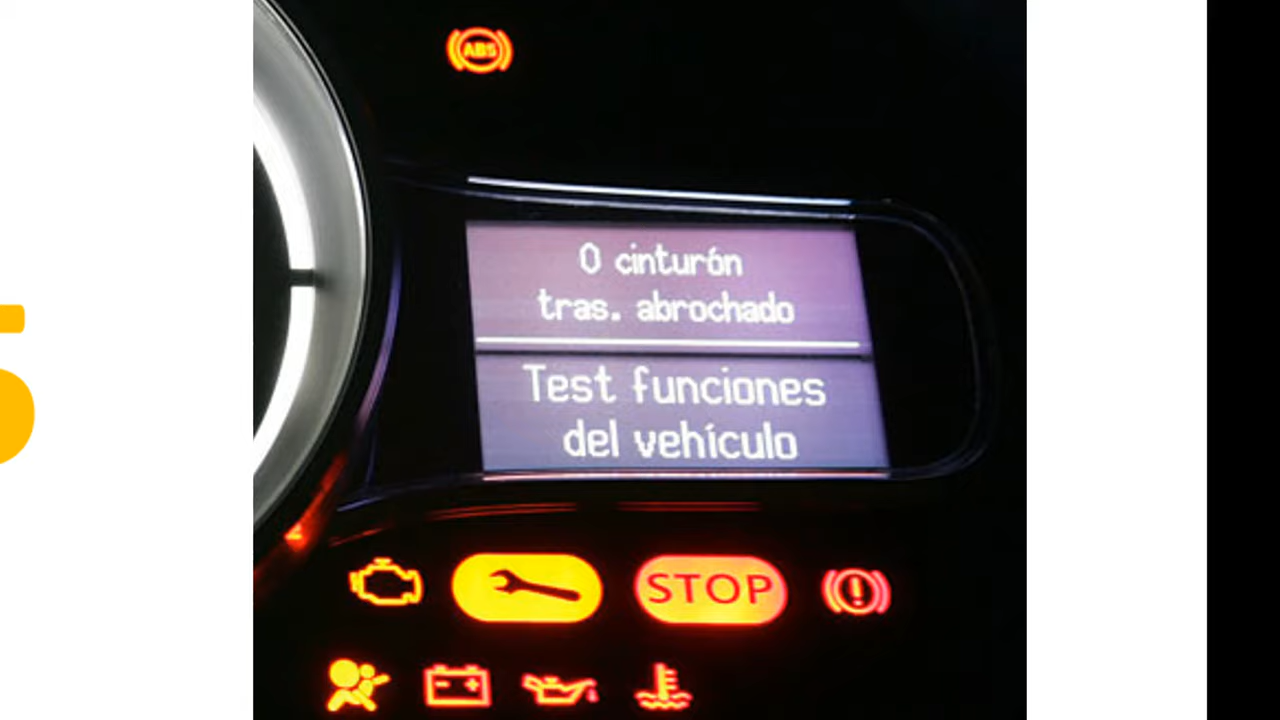 ABS
0 cinturón
tras. abrochado
Test funciones
del vehículo
STOP